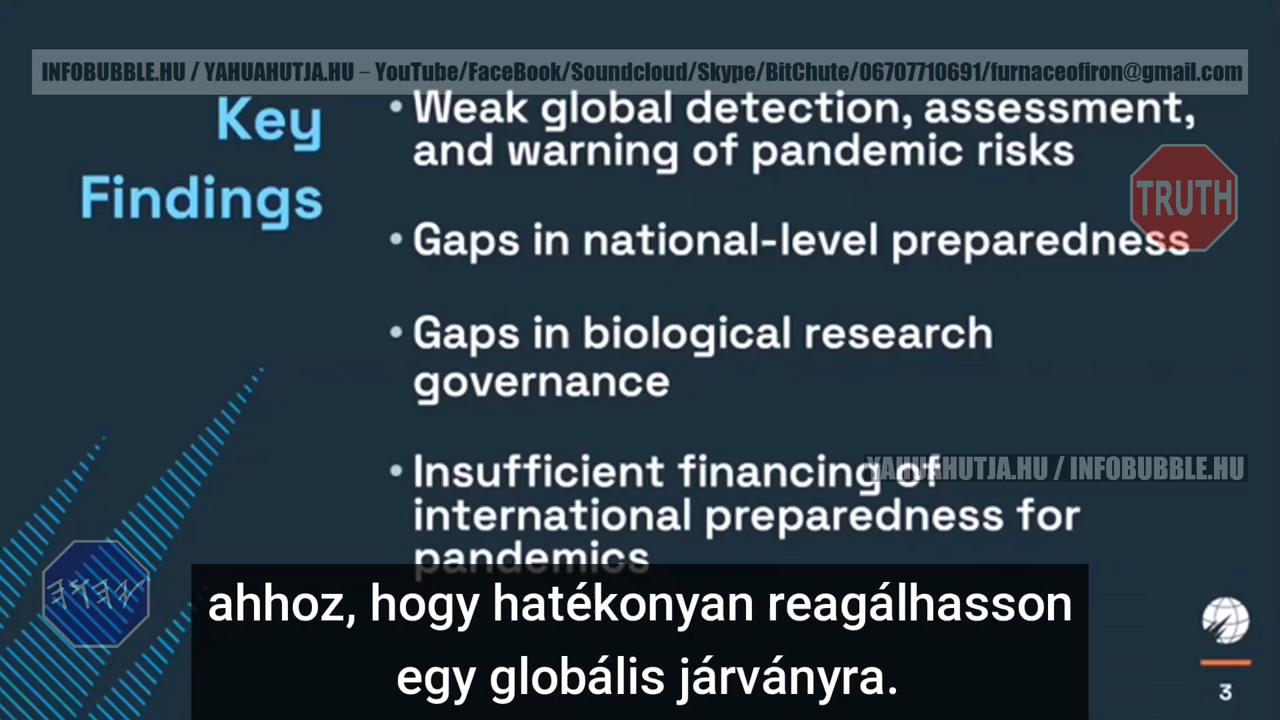 INFOBUBBLE.HU / YAHUAHUTJA.HU – YouTube/FaceBook/Soundcloud/Skype/BitChute/06707710691/furnaceofiron@gmail.com
Key
Findings
• Weak global detection, assessment,
and warning of pandemic risks
TRUTH
• Gaps in national-level preparedness
• Gaps in biological research
governance
• Insufficient financing of
international preparedness for
pandemics
YAHUAHUTJA.HU / INFOBUBBLE.HU
ahhoz, hogy hatékonyan reagálhasson
egy globális járványra.
3